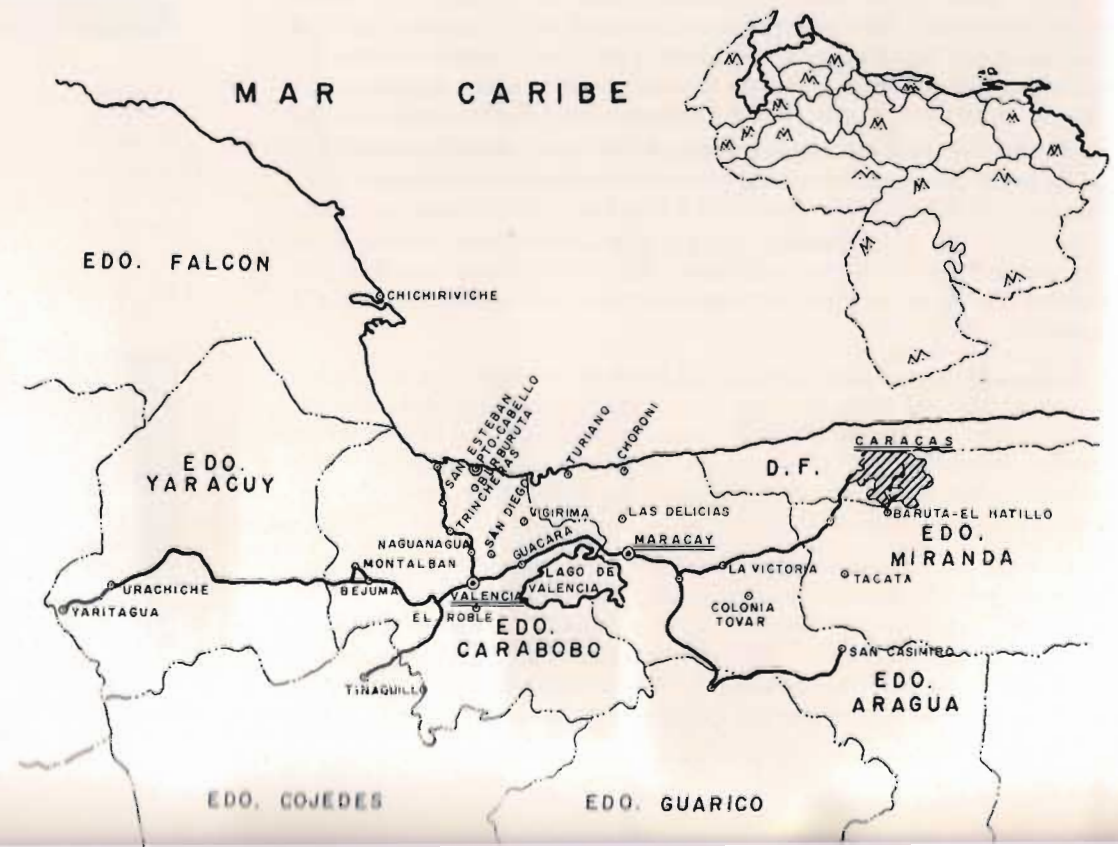 MAR CARIBE
EDO. FALCON
CHICHIRIVICHE
SAN ESTEBAN
PTO. CABELLO
BURBURUTA
TRINCHERAS
SAN DIEGO
TURIANO
CHORONI
CARACAS
D.F.
EDO.
YARACUY
VIGIRIMA
LAS DELICIAS
BARUTA-EL HATILLO
EDO.
MIRANDA
NAGUANAGUA
GUACARA
MARACAY
MONTALBAN
LAGO DE
VALENCIA
LA VICTORIA
TACATA
URACHICHE
BEJUMA
VALENCIA
COLONIA
TOVAR
YARITAGUA
EL ROBLE
EDO.
CARABOBO
SAN CASIMIRO
TINAQUILLO
EDO.
ARAGUA
EDO. COJEDES
EDO. GUARICO